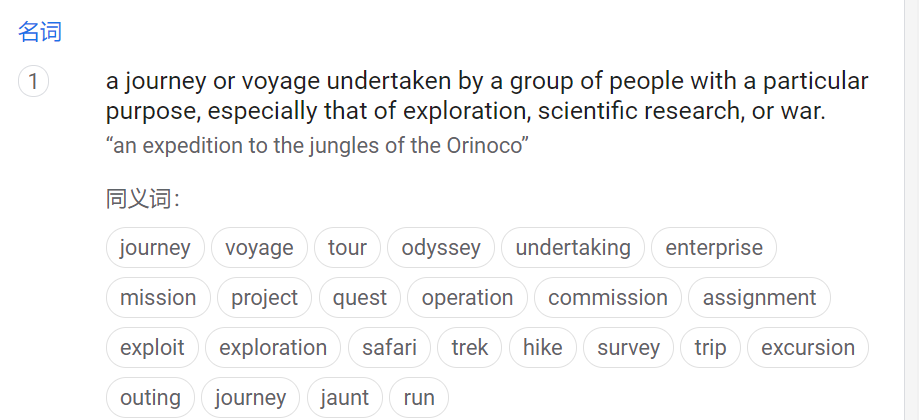 名词
1
a journey or voyage undertaken by a group of people with a particular
purpose, especially that of exploration, scientific research, or war.
“an expedition to the jungles of the Orinoco”
同义词：
journey voyage tour odyssey undertaking enterprise
mission project quest operation commission assignment
exploit exploration safari trek hike survey trip excursion
outing journey jaunt run